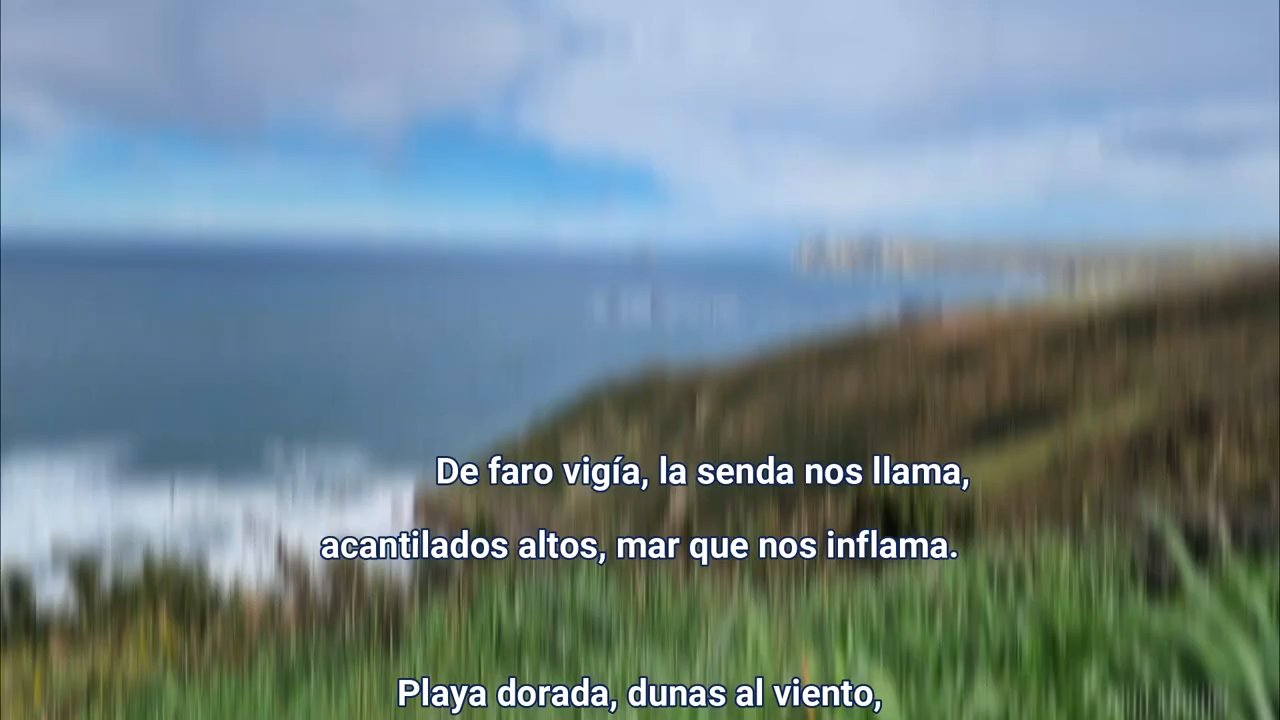 De faro vigía, la senda nos llama,
acantilados altos, mar que nos inflama.
Playa dorada, dunas al viento,